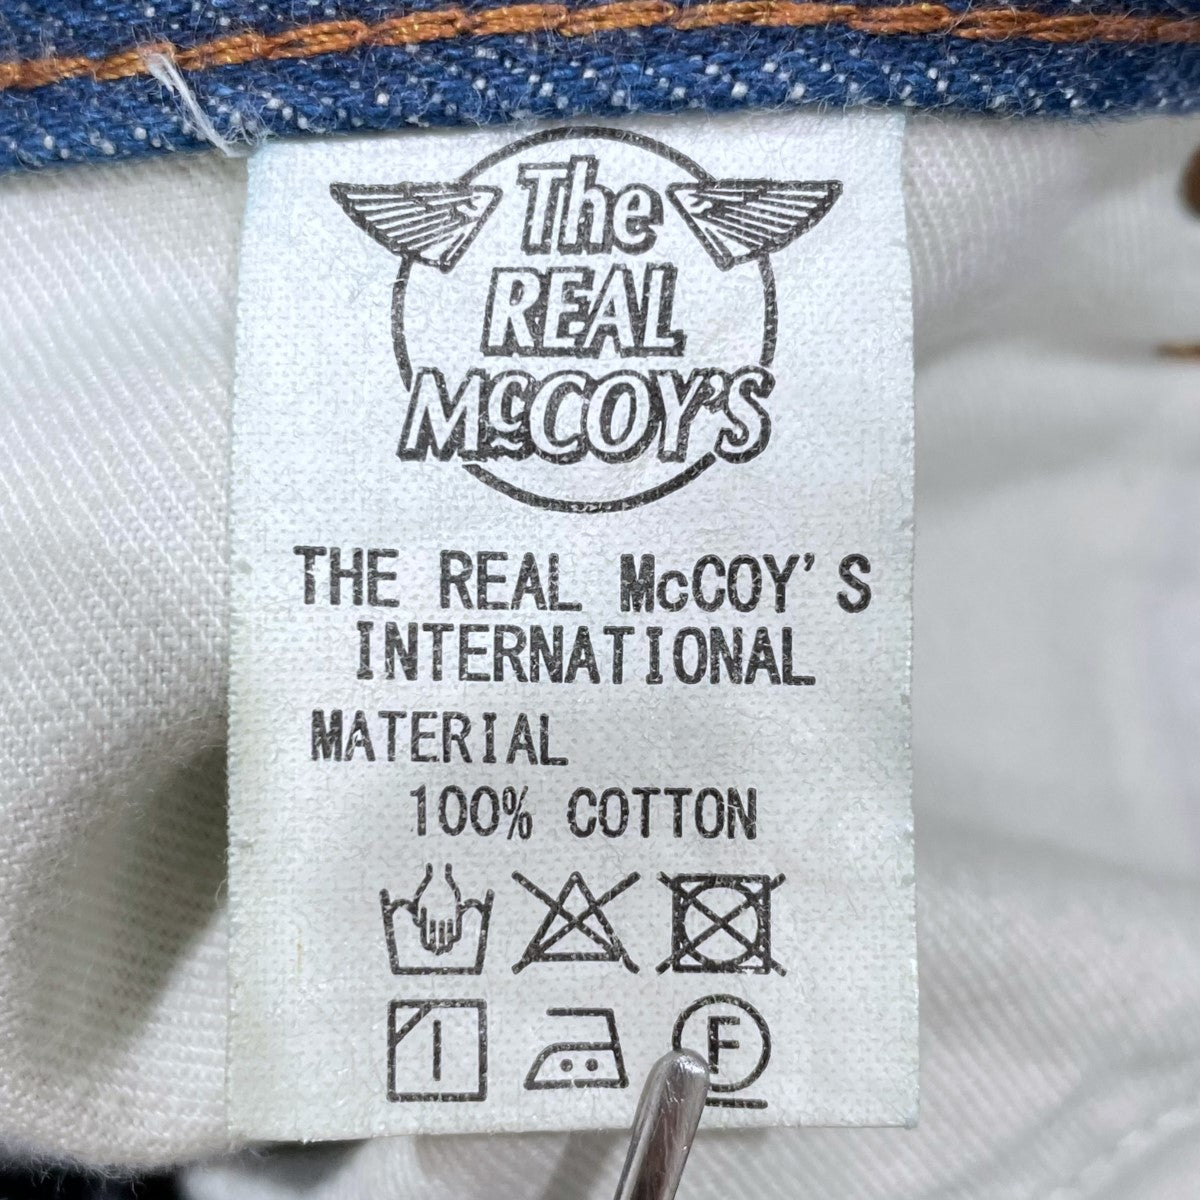 The
REAL
McCOY'S
THE REAL McCOY'S
INTERNATIONAL
MATERIAL
100% COTTON
F